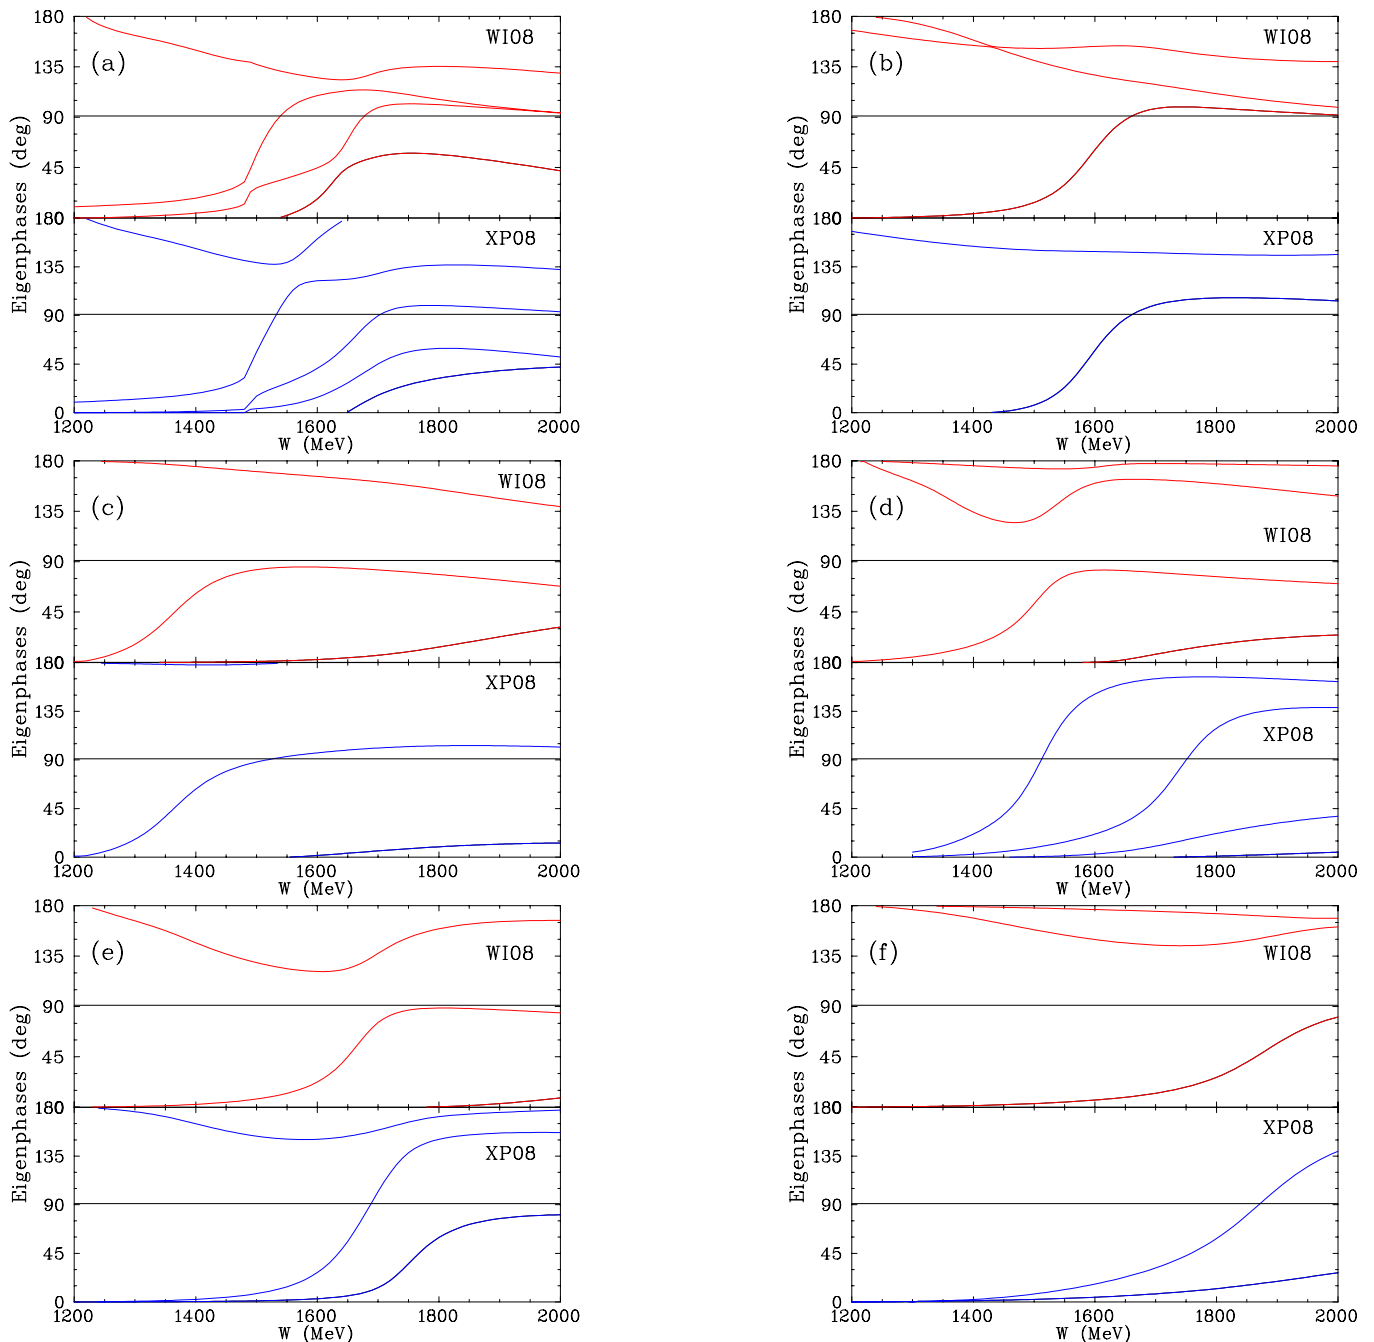 180 WI08 180 WI08
(a) (b)
135 135
90 90
45 45
180 0 180 0
XP08 XP08
135 135
90 90
45 45
0 0
1200 1400 1600 1800 2000 1200 1400 1600 1800 2000
W (MeV) W (MeV)
Eigenphases (deg) Eigenphases (deg)
180 WI08 180
(c) (d)
135 135 WI08
90 90
45 45
180 0 180 0
XP08
135 135 XP08
90 90
45 45
0 0
1200 1400 1600 1800 2000 1200 1400 1600 1800 2000
W (MeV) W (MeV)
Eigenphases (deg) Eigenphases (deg)
180 180
(e) WI08 (f) WI08
135 135
90 90
45 45
180 0 180 0
XP08 XP08
135 135
90 90
45 45
0 0
1200 1400 1600 1800 2000 1200 1400 1600 1800 2000
W (MeV) W (MeV)
Eigenphases (deg) Eigenphases (deg)